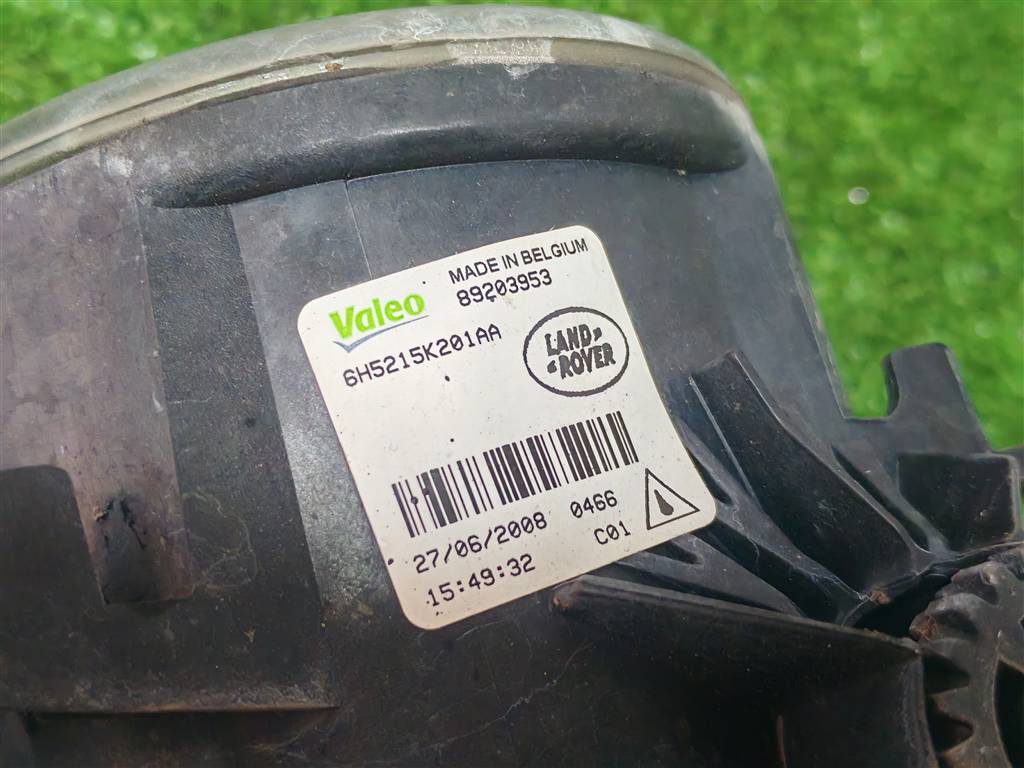 MADE IN BELGIUM
Valeo 89203953
6H5215K201AA
LAND
ROVER
27/06/2008 0466
15:49:32 C01